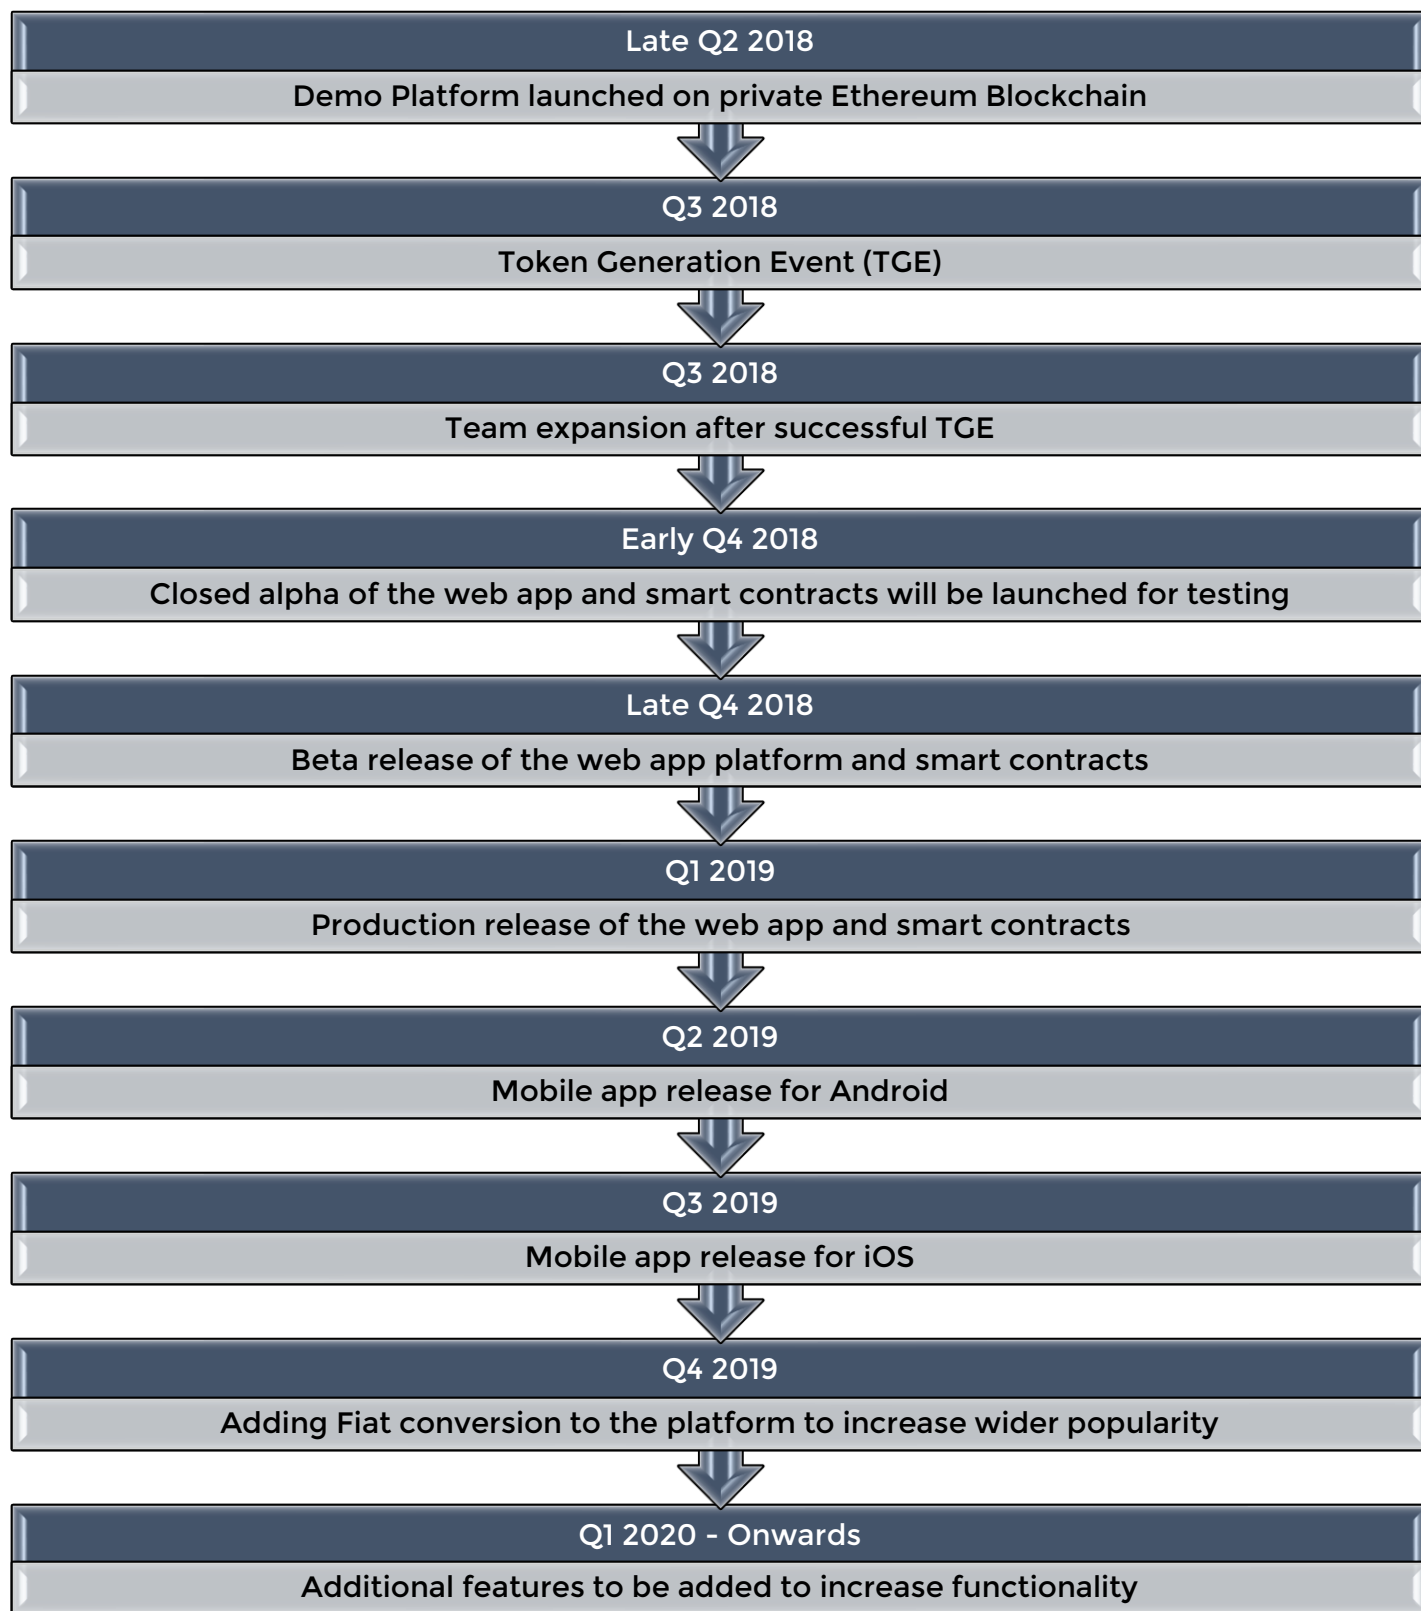 Late Q2 2018
Demo Platform launched on private Ethereum Blockchain
Q3 2018
Token Generation Event (TGE)
Q3 2018
Team expansion after successful TGE
Early Q4 2018
Closed alpha of the web app and smart contracts will be launched for testing
Late Q4 2018
Beta release of the web app platform and smart contracts
Q1 2019
Production release of the web app and smart contracts
Q2 2019
Mobile app release for Android
Q3 2019
Mobile app release for iOS
Q4 2019
Adding Fiat conversion to the platform to increase wider popularity
Q1 2020 - Onwards
Additional features to be added to increase functionality